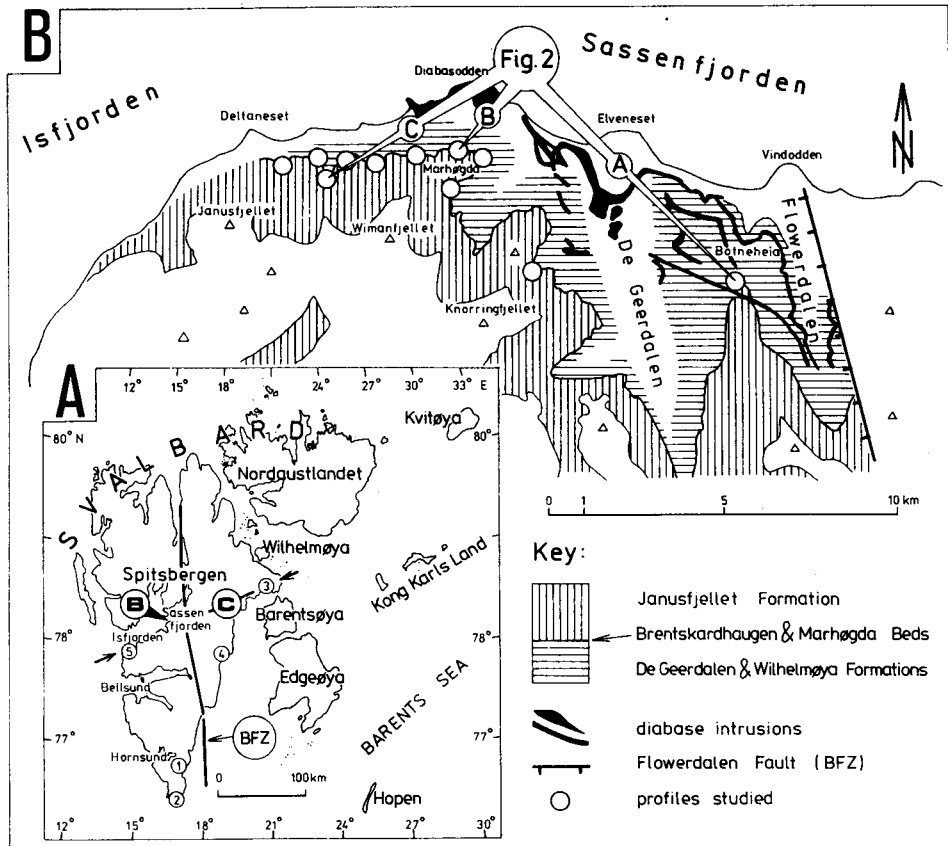 B
Isfjorden
Sassenfjorden
Fig. 2
Diabasodden
Deltaneset
C
B
Elveneset
A
Vindodden
N
Marhøgda
Janusfjellet
Wimanfjellet
Knorringfjellet
De Geerdalen
Botneheia
Flowerdalen
0 1 5 10 km
A
12° 15° 18° 21° 24° 27° 30° 33° E
80° N
80°
SVALBARD
Kvitøya
Nordaustlandet
Wilhelmøya
Kong Karls Land
Spitsbergen
B
C
3
Sassen
fjorden
Barentsøya
78°
78°
Isfjorden
5
4
Edgeøya
Bellsund
BARENTS SEA
77°
77°
BFZ
Hornsund
1
2
0 100km
Hopen
12° 15° 18° 21° 24° 27° 30°
Key:
Janusfjellet Formation
Brentskardhaugen & Marhøgda Beds
De Geerdalen & Wilhelmøya Formations
diabase intrusions
Flowerdalen Fault (BFZ)
profiles studied